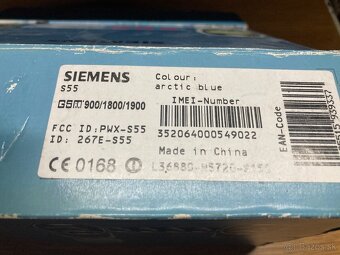 SIEMENS
S55
Colour:
arctic blue
GSM 900/1800/1900
IMEI-Number
352064000549022
FCC ID: PWX-S55
ID: 267E-S55
Made in China
CE 0168
EAN-Code